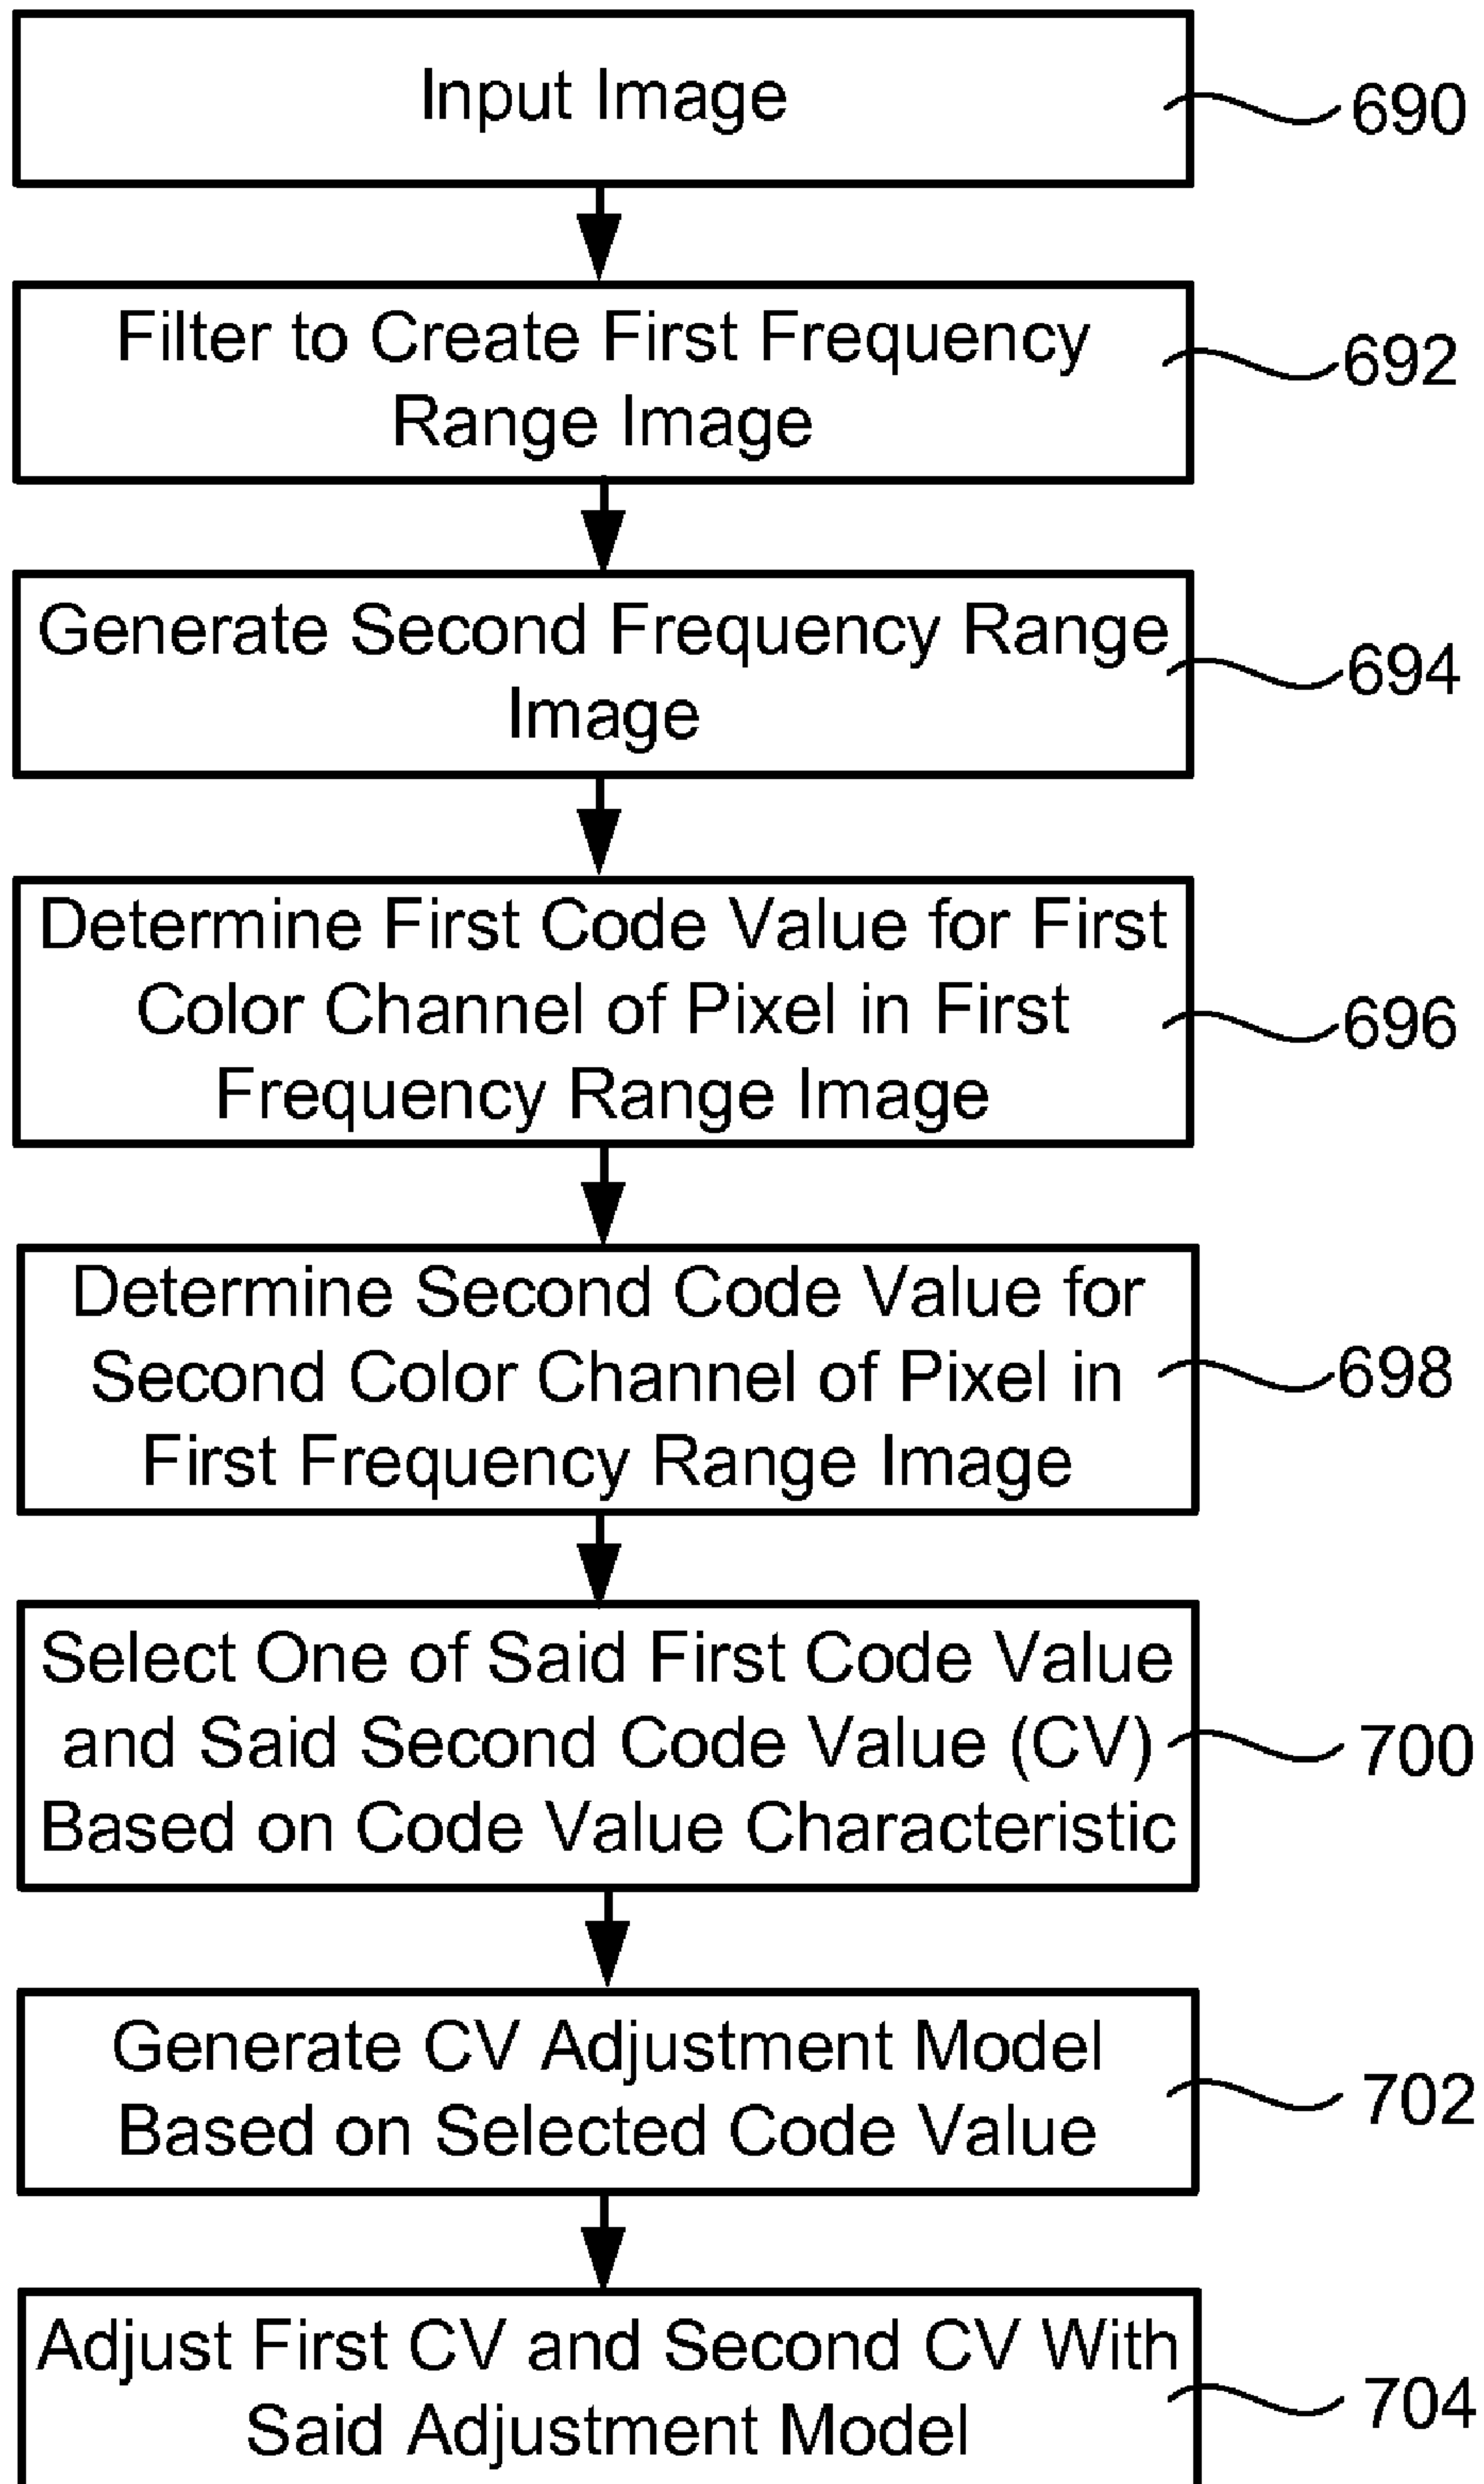 Input Image
690
Filter to Create First Frequency
Range Image
692
Generate Second Frequency Range
Image
694
Determine First Code Value for First
Color Channel of Pixel in First
Frequency Range Image
696
Determine Second Code Value for
Second Color Channel of Pixel in
First Frequency Range Image
698
Select One of Said First Code Value
and Said Second Code Value (CV)
Based on Code Value Characteristic
700
Generate CV Adjustment Model
Based on Selected Code Value
702
Adjust First CV and Second CV With
Said Adjustment Model
704